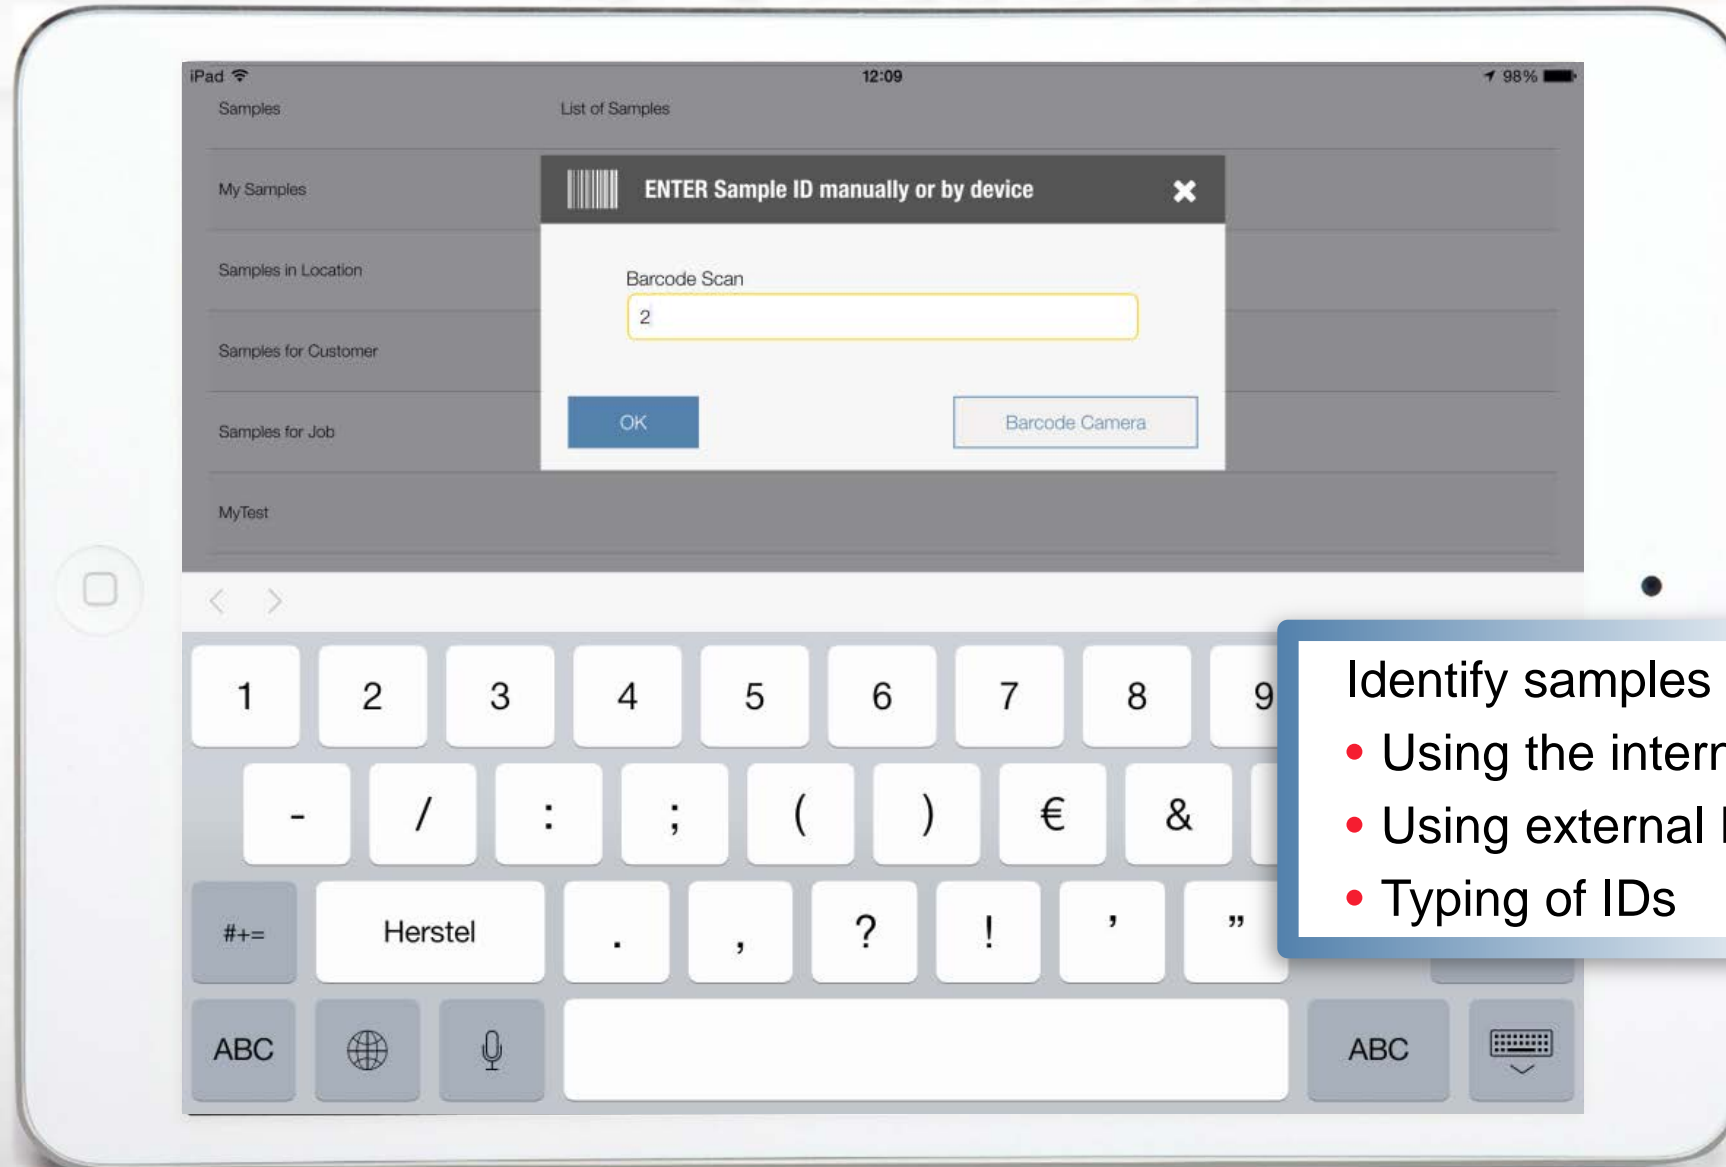 iPad 12:09 98%
Samples List of Samples
My Samples
ENTER Sample ID manually or by device
Samples in Location
Barcode Scan
2
Samples for Customer
OK Barcode Camera
Samples for Job
MyTest
1 2 3 4 5 6 7 8 9
- / : ; ( ) € &
#+= Herstel . , ? ! ’ ”
ABC ABC
Identify samples
• Using the
• Using external
• Typing of IDs